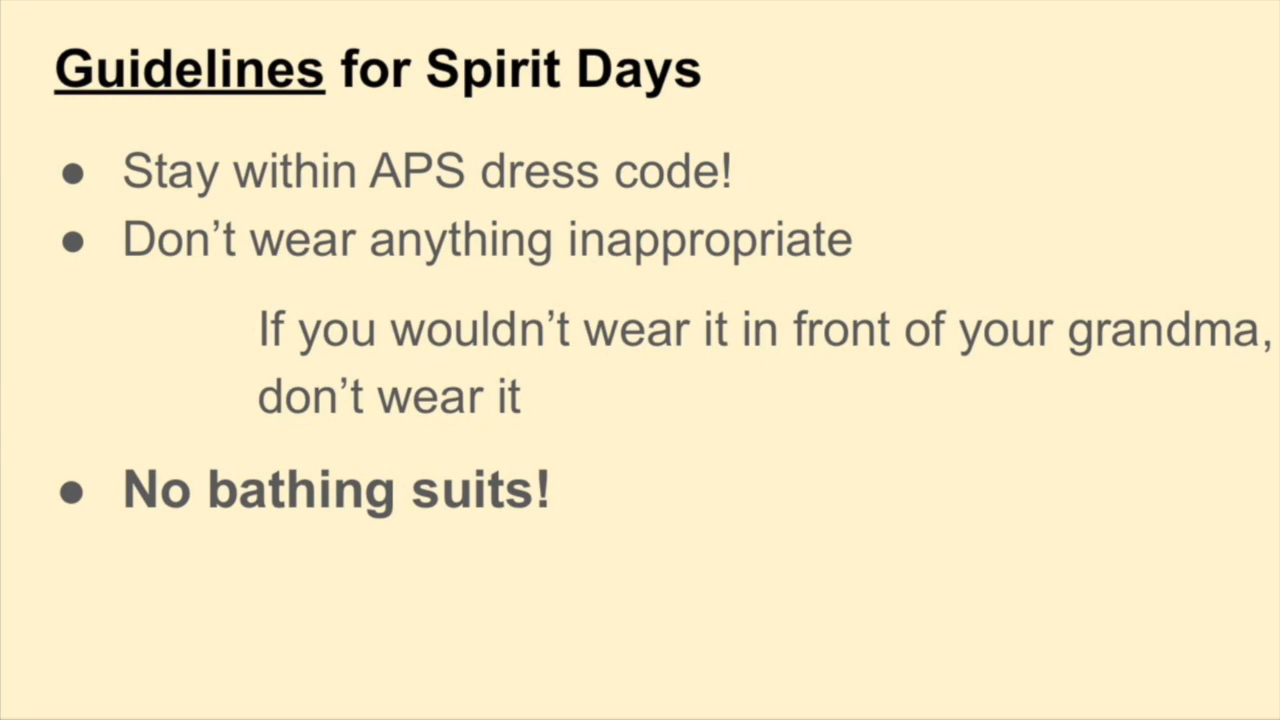 Guidelines for Spirit Days
● Stay within APS dress code!
● Don’t wear anything inappropriate
If you wouldn’t wear it in front of your grandma,
don’t wear it
● No bathing suits!